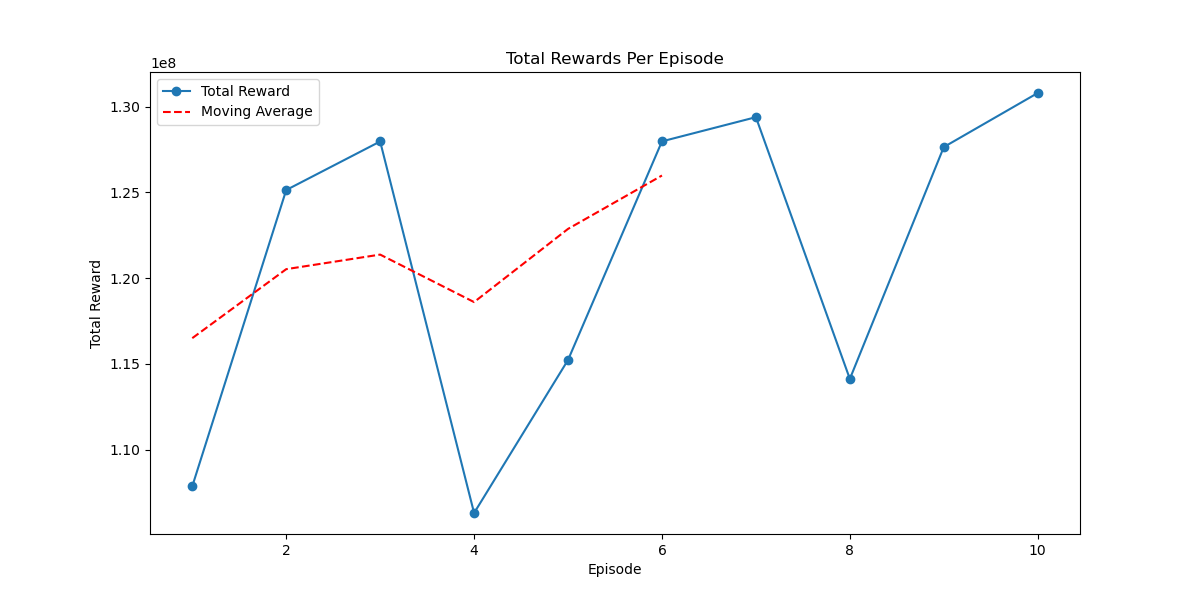 Total Rewards Per Episode
1e8
Total Reward
Moving Average
1.30
1.25
1.20
1.15
1.10
Total Reward
2 4 6 8 10
Episode